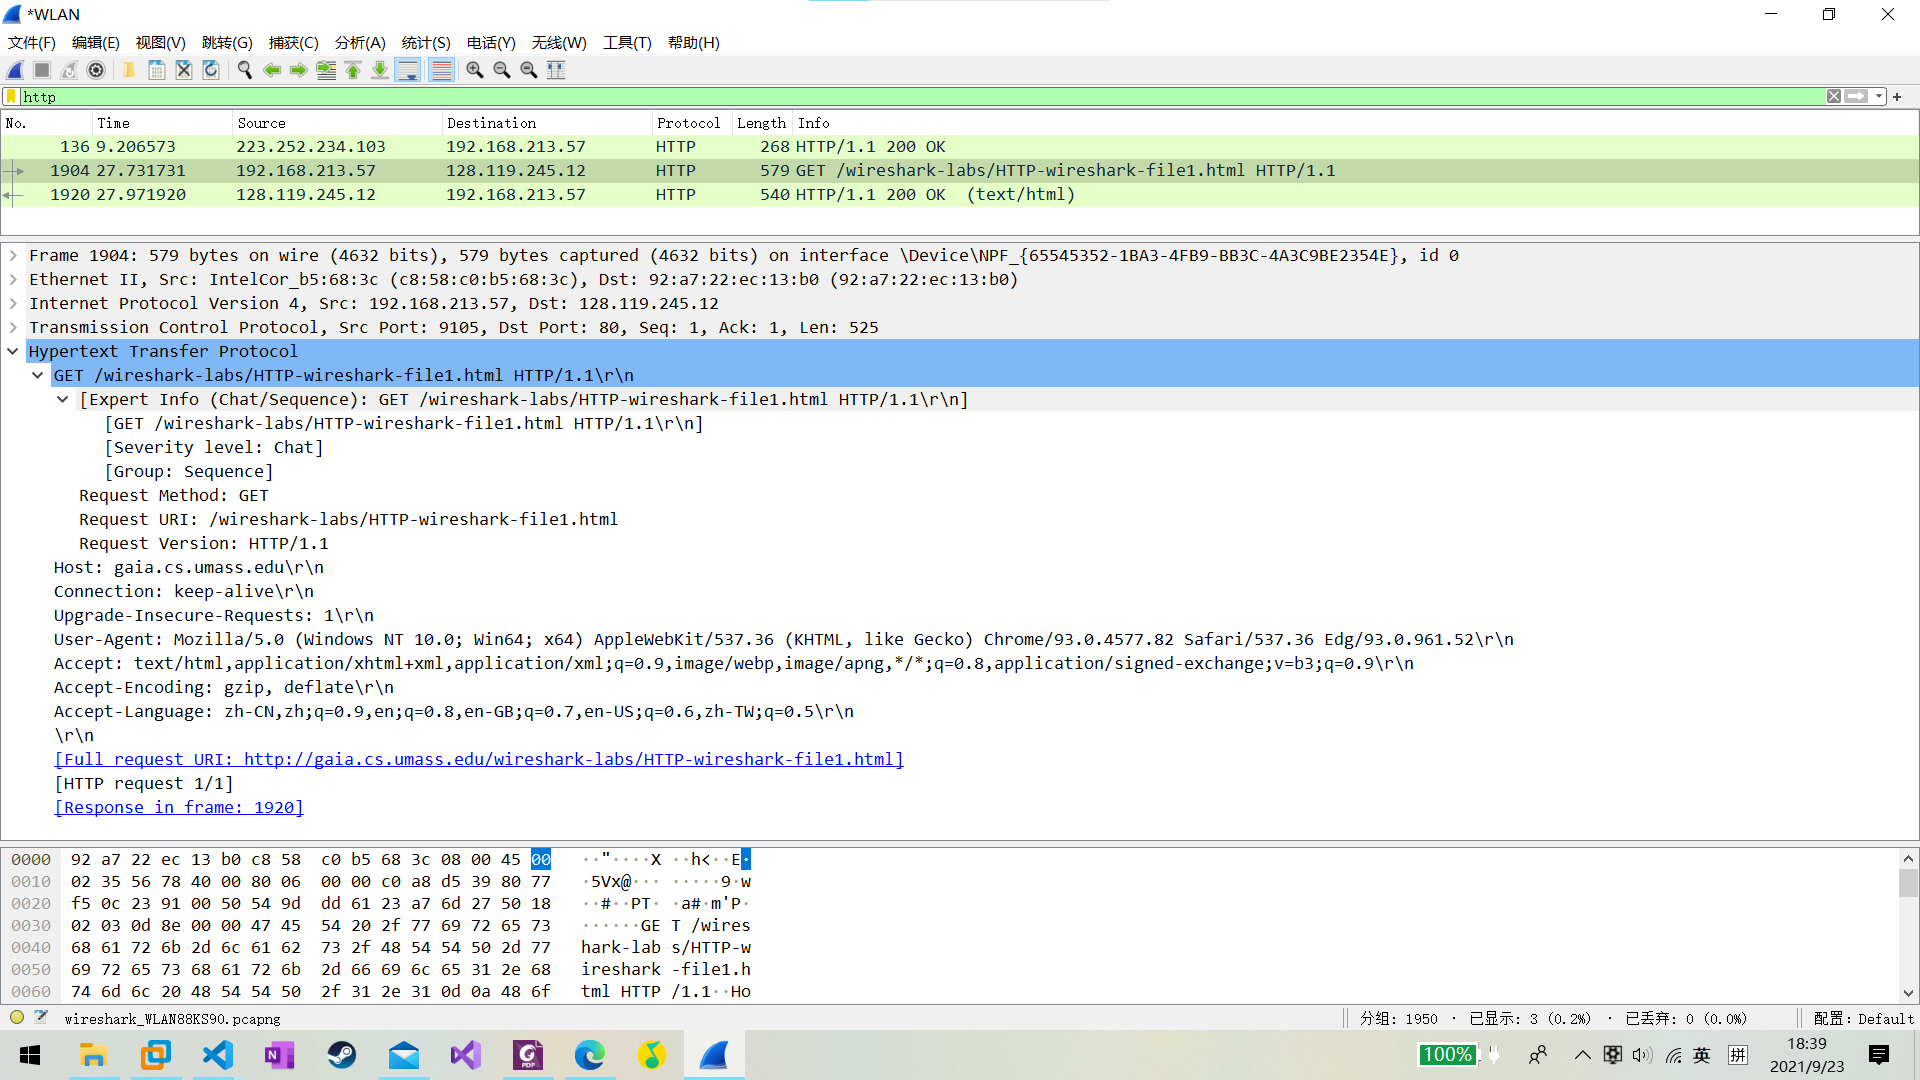 *WLAN
文件(F) 编辑(E) 视图(V) 跳转(G) 捕获(C) 分析(A) 统计(S) 电话(Y) 无线(W) 工具(T) 帮助(H)
http
No. Time Source Destination Protocol Length Info
136 9.206573 223.252.234.103 192.168.213.57 HTTP 268 HTTP/1.1 200 OK
1904 27.731731 192.168.213.57 128.119.245.12 HTTP 579 GET /wireshark-labs/HTTP-wireshark-file1.html HTTP/1.1
1920 27.971920 128.119.245.12 192.168.213.57 HTTP 540 HTTP/1.1 200 OK (text/html)
Frame 1904: 579 bytes on wire (4632 bits), 579 bytes captured (4632 bits) on interface \Device\NPF_{65545352-1BA3-4FB9-BB3C-4A3C9BE2354E}, id 0
Ethernet II, Src: IntelCor_b5:68:3c (c8:58:c0:b5:68:3c), Dst: 92:a7:22:ec:13:b0 (92:a7:22:ec:13:b0)
Internet Protocol Version 4, Src: 192.168.213.57, Dst: 128.119.245.12
Transmission Control Protocol, Src Port: 9105, Dst Port: 80, Seq: 1, Ack: 1, Len: 525
Hypertext Transfer Protocol
GET /wireshark-labs/HTTP-wireshark-file1.html HTTP/1.1\r\n
[Expert Info (Chat/Sequence): GET /wireshark-labs/HTTP-wireshark-file1.html HTTP/1.1\r\n]
[GET /wireshark-labs/HTTP-wireshark-file1.html HTTP/1.1\r\n]
[Severity level: Chat]
[Group: Sequence]
Request Method: GET
Request URI: /wireshark-labs/HTTP-wireshark-file1.html
Request Version: HTTP/1.1
Host: gaia.cs.umass.edu\r\n
Connection: keep-alive\r\n
Upgrade-Insecure-Requests: 1\r\n
User-Agent: Mozilla/5.0 (Windows NT 10.0; Win64; x64) AppleWebKit/537.36 (KHTML, like Gecko) Chrome/93.0.4577.82 Safari/537.36 Edg/93.0.961.52\r\n
Accept: text/html,application/xhtml+xml,application/xml;q=0.9,image/webp,image/apng,*/*;q=0.8,application/signed-exchange;v=b3;q=0.9\r\n
Accept-Encoding: gzip, deflate\r\n
Accept-Language: zh-CN,zh;q=0.9,en;q=0.8,en-GB;q=0.7,en-US;q=0.6,zh-TW;q=0.5\r\n
\r\n
[Full request URI: http://gaia.cs.umass.edu/wireshark-labs/HTTP-wireshark-file1.html]
[HTTP request 1/1]
[Response in frame: 1920]
0000 92 a7 22 ec 13 b0 c8 58 c0 b5 68 3c 08 00 45 00 ··"····X ··h<··E·
0010 02 35 56 78 40 00 80 06 00 00 c0 a8 d5 39 80 77 ·5Vx@··· ·····9·w
0020 f5 0c 23 91 00 50 54 9d dd 61 23 a7 6d 27 50 18 ··#··PT· ·a#·m'P·
0030 02 03 0d 8e 00 00 47 45 54 20 2f 77 69 72 65 73 ······GE T /wires
0040 68 61 72 6b 2d 6c 61 62 73 2f 48 54 54 50 2d 77 hark-lab s/HTTP-w
0050 69 72 65 73 68 61 72 6b 2d 66 69 6c 65 31 2e 68 ireshark -file1.h
0060 74 6d 6c 20 48 54 54 50 2f 31 2e 31 0d 0a 48 6f tml HTTP /1.1··Ho
wireshark_WLAN88KS90.pcapng 分组: 1950 · 已显示: 3 (0.2%) · 已丢弃: 0 (0.0%) 配置: Default
100% 英 拼 18:39
2021/9/23